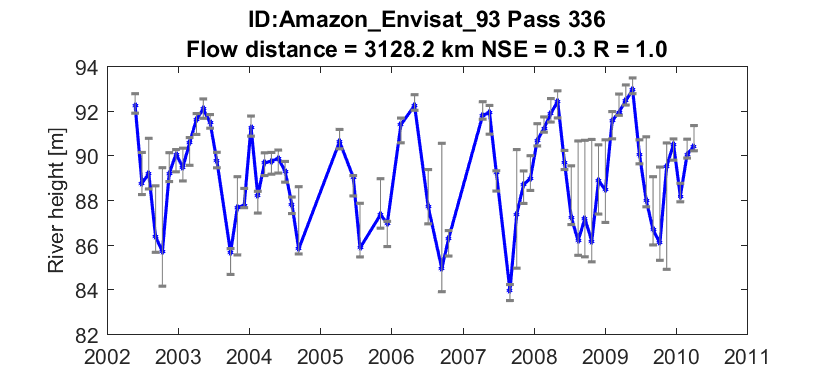 ID:Amazon_Envisat_93 Pass 336
Flow distance = 3128.2 km NSE = 0.3 R = 1.0
River height [m]
94
92
90
88
86
84
82
2002 2003 2004 2005 2006 2007 2008 2009 2010 2011